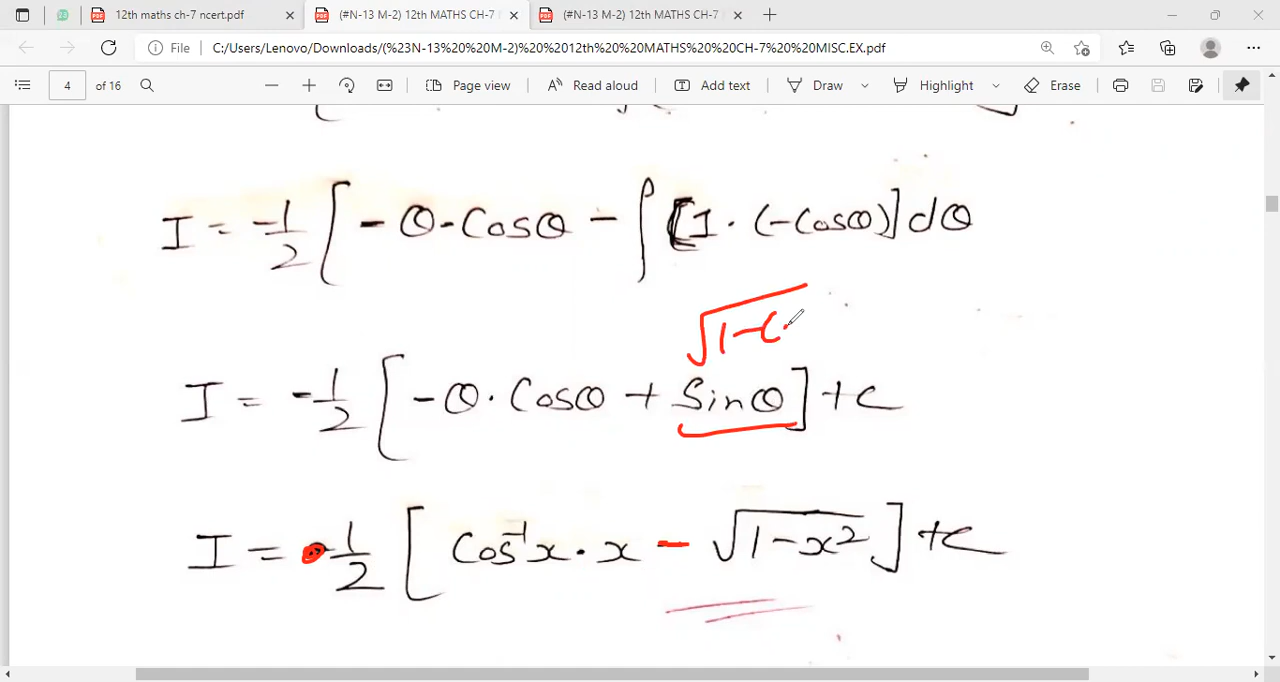 12th maths ch-7 ncert.pdf
(#N-13 M-2) 12th MATHS CH-7
(#N-13 M-2) 12th MATHS CH-7
File
C:/Users/Lenovo/Downloads/(%23N-13%20%20M-2)%20%2012th%20%20MATHS%20%20CH-7%20%20MISC.EX.pdf
4 of 16
Page view
Read aloud
Add text
Draw
Highlight
Erase
I = -1/2 [ -θ·Cosθ - ∫ [1·(-Cosθ)] dθ
√1-c
I = -1/2 [ -θ·Cosθ + Sinθ ] + c
I = 1/2 [ Cos⁻¹x·x - √1-x² ] + c